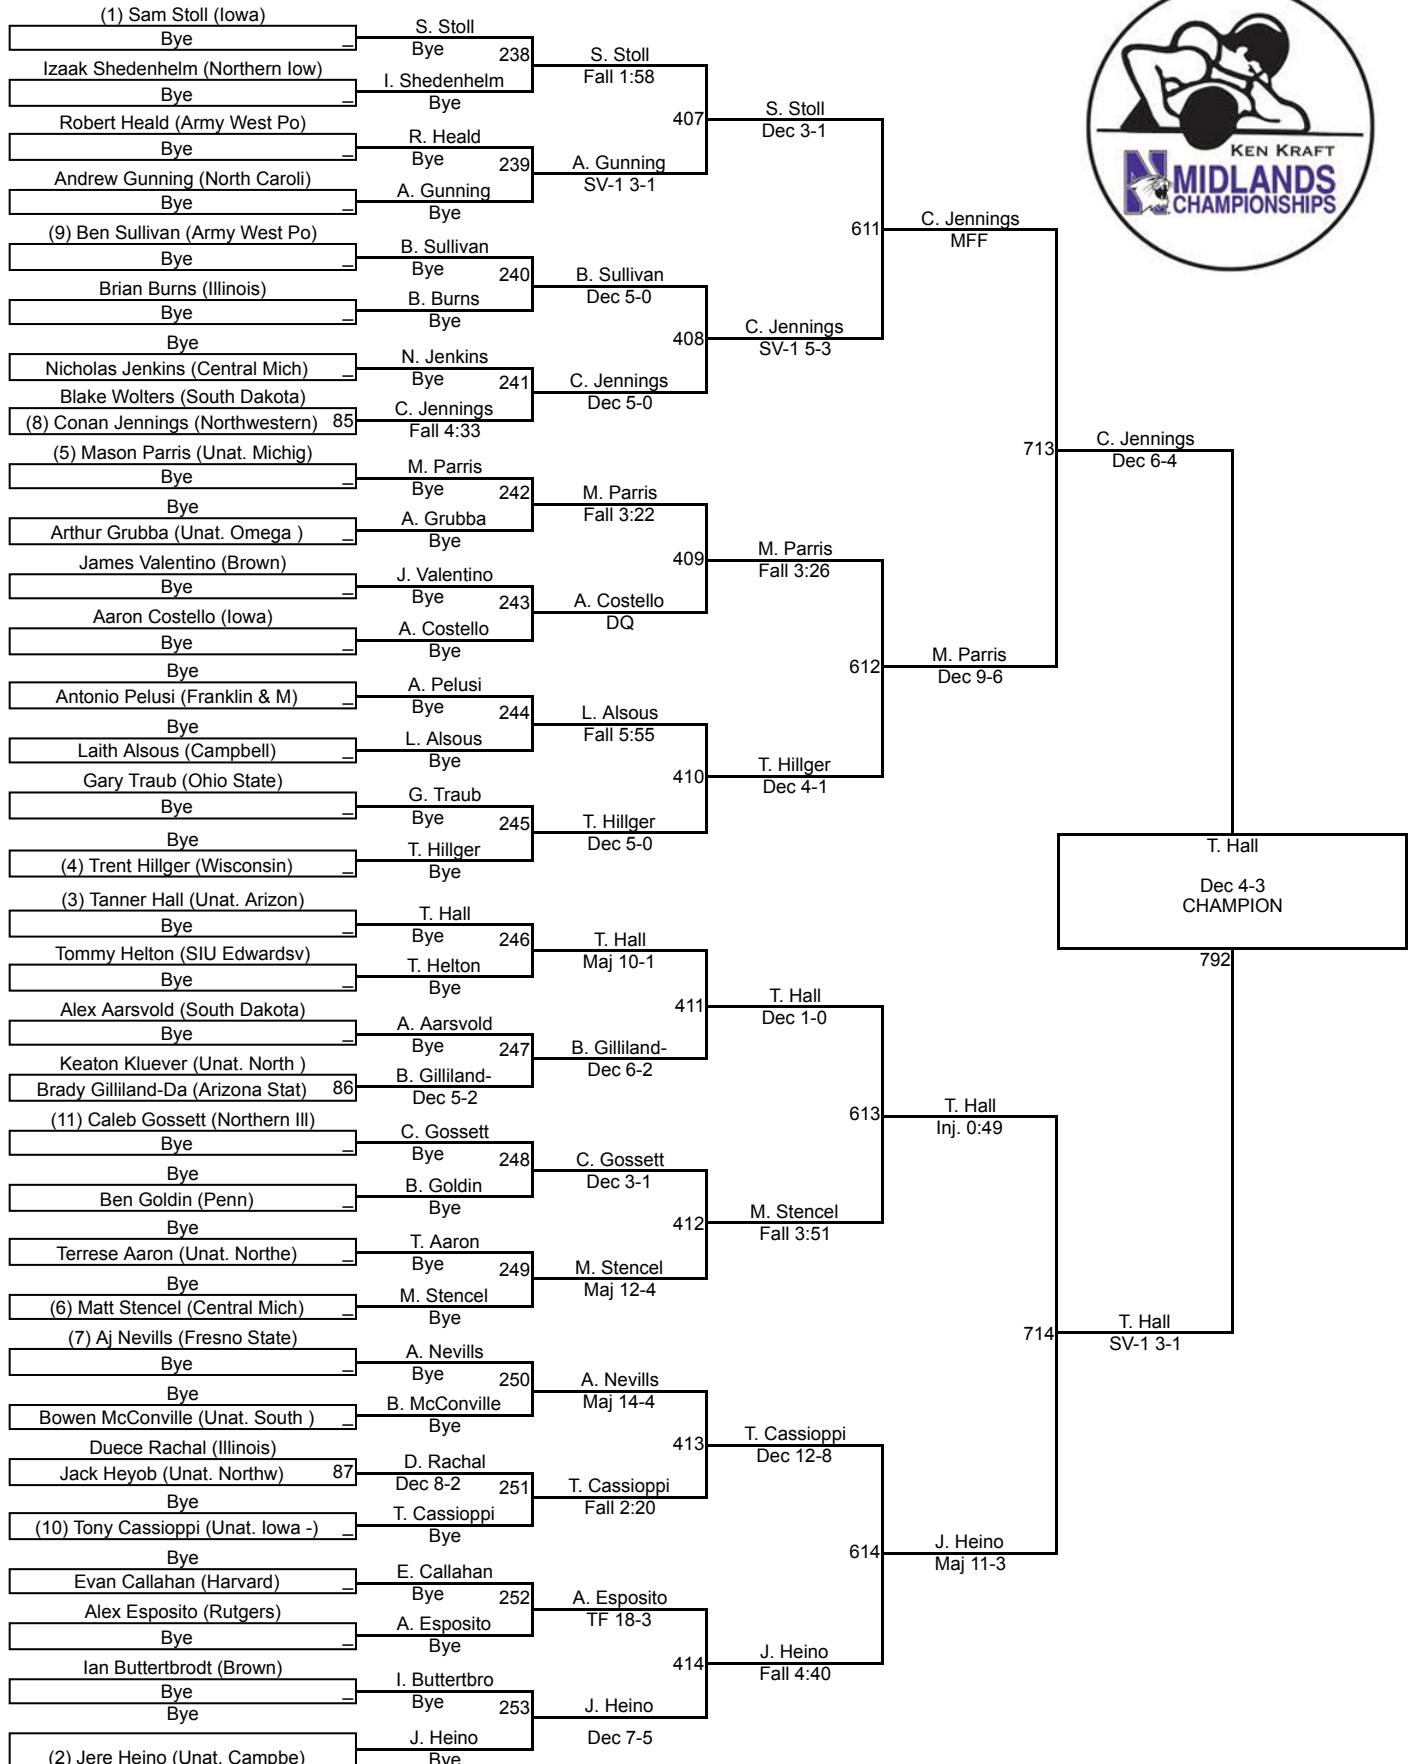 (1) Sam Stoll (Iowa)
Bye _
Izaak Shedenhelm (Northern Iow)
Bye _
Robert Heald (Army West Po)
Bye _
Andrew Gunning (North Caroli)
Bye _
(9) Ben Sullivan (Army West Po)
Bye _
Brian Burns (Illinois)
Bye _
Bye
Nicholas Jenkins (Central Mich) _
Blake Wolters (South Dakota)
(8) Conan Jennings (Northwestern) 85
(5) Mason Parris (Unat. Michig)
Bye _
Bye
Arthur Grubba (Unat. Omega ) _
James Valentino (Brown)
Bye _
Aaron Costello (Iowa)
Bye _
Bye
Antonio Pelusi (Franklin & M) _
Bye
Laith Alsous (Campbell) _
Gary Traub (Ohio State)
Bye _
Bye
(4) Trent Hillger (Wisconsin) _
(3) Tanner Hall (Unat. Arizon)
Bye _
Tommy Helton (SIU Edwardsv)
Bye _
Alex Aarsvold (South Dakota)
Bye _
Keaton Kluever (Unat. North )
Brady Gilliland-Da (Arizona Stat) 86
(11) Caleb Gossett (Northern Ill)
Bye _
Bye
Ben Goldin (Penn) _
Bye
Terrese Aaron (Unat. Northe) _
Bye
(6) Matt Stencel (Central Mich) _
(7) Aj Nevills (Fresno State)
Bye _
Bye
Bowen McConville (Unat. South ) _
Duece Rachal (Illinois)
Jack Heyob (Unat. Northw) 87
Bye
(10) Tony Cassioppi (Unat. Iowa -) _
Bye
Evan Callahan (Harvard) _
Alex Esposito (Rutgers)
Bye _
Ian Buttertbrodt (Brown)
Bye _
Bye
(2) Jere Heino (Unat. Campbe)
S. Stoll
Bye 238
I. Shedenhelm
Bye
R. Heald
Bye 239
A. Gunning
Bye
B. Sullivan
Bye 240
B. Burns
Bye
N. Jenkins
Bye 241
C. Jennings
Fall 4:33
M. Parris
Bye 242
A. Grubba
Bye
J. Valentino
Bye 243
A. Costello
Bye
A. Pelusi
Bye 244
L. Alsous
Bye
G. Traub
Bye 245
T. Hillger
Bye
T. Hall
Bye 246
T. Helton
Bye
A. Aarsvold
Bye 247
B. Gilliland-
Dec 5-2
C. Gossett
Bye 248
B. Goldin
Bye
T. Aaron
Bye 249
M. Stencel
Bye
A. Nevills
Bye 250
B. McConville
Bye
D. Rachal
Dec 8-2 251
T. Cassioppi
Bye
E. Callahan
Bye 252
A. Esposito
Bye
I. Buttertbro
Bye 253
J. Heino
Bye
S. Stoll
Fall 1:58
407
A. Gunning
SV-1 3-1
B. Sullivan
Dec 5-0
408
C. Jennings
Dec 5-0
M. Parris
Fall 3:22
409
A. Costello
DQ
L. Alsous
Fall 5:55
410
T. Hillger
Dec 5-0
T. Hall
Maj 10-1
411
B. Gilliland-
Dec 6-2
C. Gossett
Dec 3-1
412
M. Stencel
Maj 12-4
A. Nevills
Maj 14-4
413
T. Cassioppi
Fall 2:20
A. Esposito
TF 18-3
414
J. Heino
Dec 7-5
S. Stoll
Dec 3-1
611
C. Jennings
SV-1 5-3
M. Parris
Fall 3:26
612
T. Hillger
Dec 4-1
T. Hall
Dec 1-0
613
M. Stencel
Fall 3:51
T. Cassioppi
Dec 12-8
614
J. Heino
Fall 4:40
C. Jennings
MFF
713
M. Parris
Dec 9-6
T. Hall
Inj. 0:49
714
J. Heino
Maj 11-3
C. Jennings
Dec 6-4
T. Hall
Dec 4-3
CHAMPION
792
T. Hall
SV-1 3-1
KEN KRAFT
N MIDLANDS
CHAMPIONSHIPS